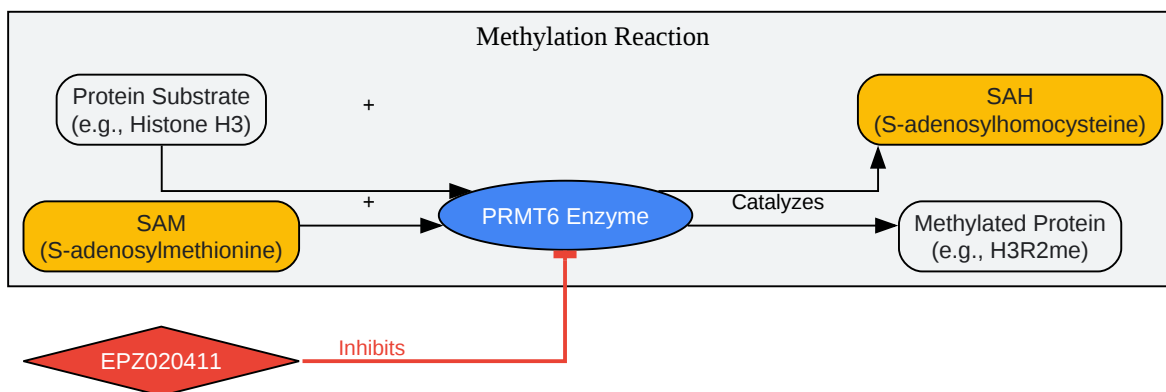 Methylation Reaction
Protein Substrate
(e.g., Histone H3)
+
SAH
(S-adenosylhomocysteine)
SAM
(S-adenosylmethionine)
+
PRMT6 Enzyme
Catalyzes
Methylated Protein
(e.g., H3R2me)
EPZ020411
Inhibits